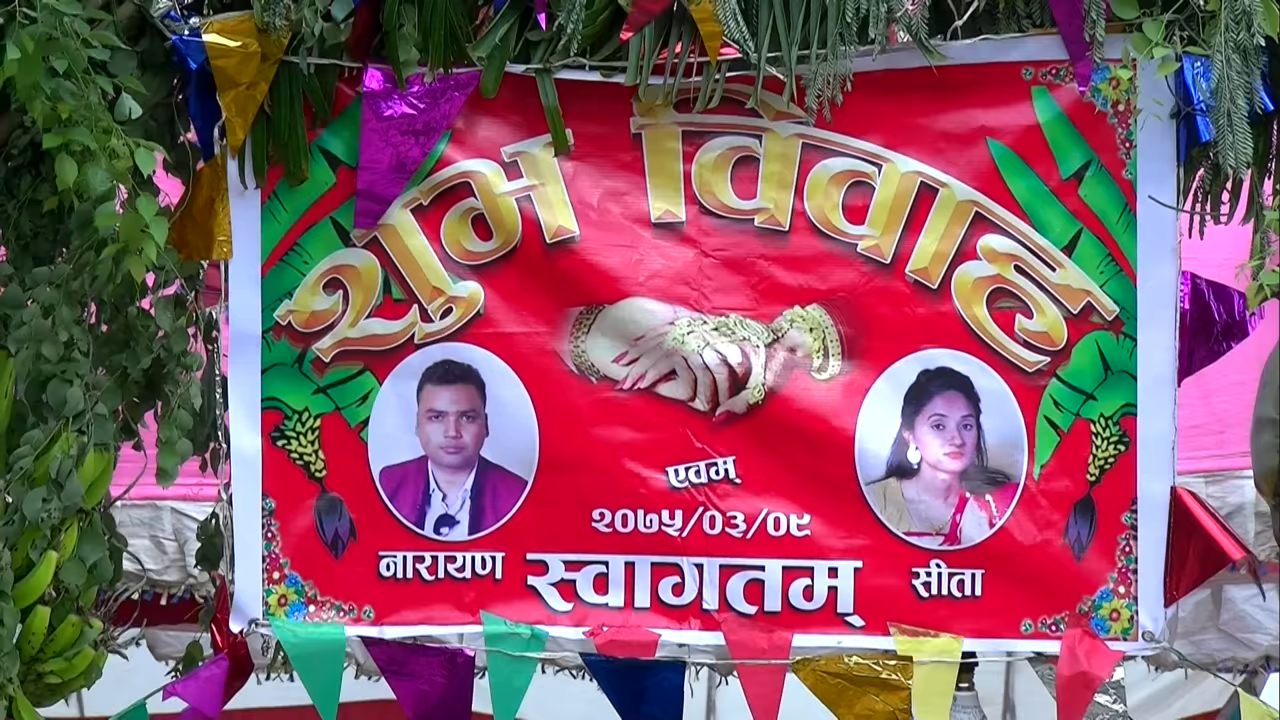 शुभ विवाह
एवम्
२०७५/०३/०९
नारायण
स्वागतम्
सीता